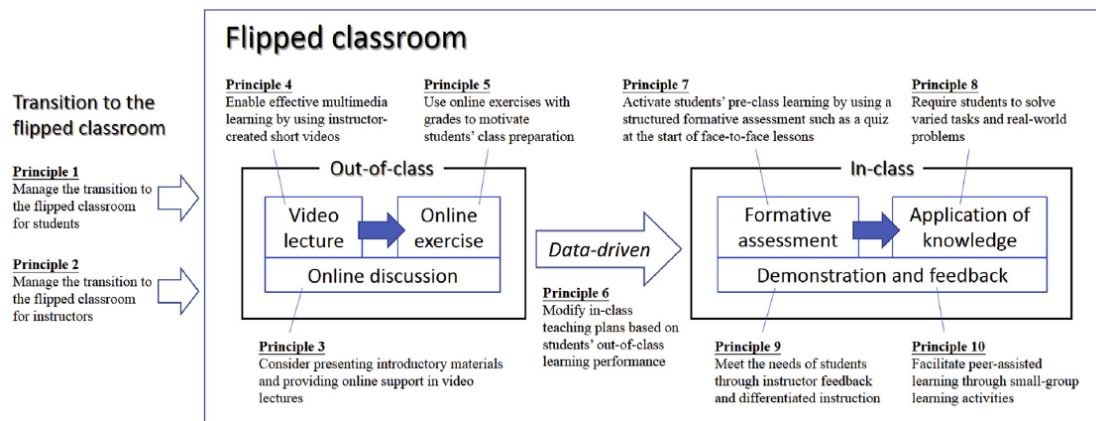 Flipped classroom
Transition to the
flipped classroom
Principle 1
Manage the transition to
the flipped classroom
for students
Principle 2
Manage the transition to
the flipped classroom
for instructors
Principle 4
Enable effective multimedia
learning by using instructor-
created short videos
Principle 5
Use online exercises with
grades to motivate
students' class preparation
Out-of-class
Video
lecture
Online
exercise
Online discussion
Principle 3
Consider presenting introductory materials
and providing online support in video
lectures
Data-driven
Principle 6
Modify in-class
teaching plans based on
students' out-of-class
learning performance
Principle 7
Activate students' pre-class learning by using a
structured formative assessment such as a quiz
at the start of face-to-face lessons
Principle 8
Require students to solve
varied tasks and real-world
problems
In-class
Formative
assessment
Application of
knowledge
Demonstration and feedback
Principle 9
Meet the needs of students
through instructor feedback
and differentiated instruction
Principle 10
Facilitate peer-assisted
learning through small-group
learning activities